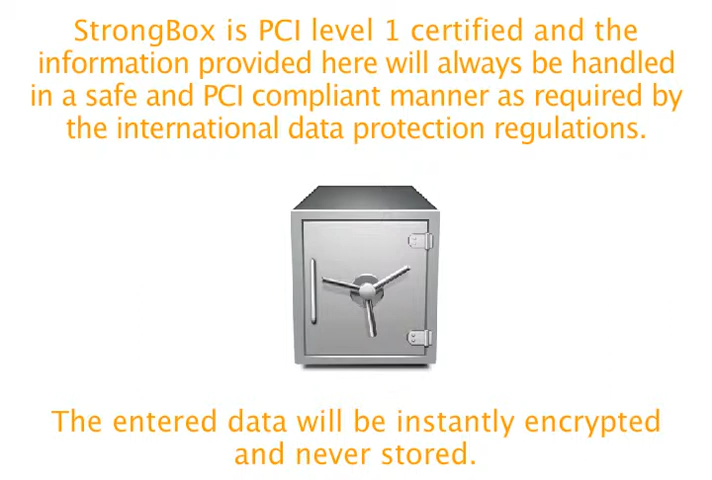 StrongBox is PCI level 1 certified and the
information provided here will always be handled
in a safe and PCI compliant manner as required by
the international data protection regulations.
The entered data will be instantly encrypted
and never stored.